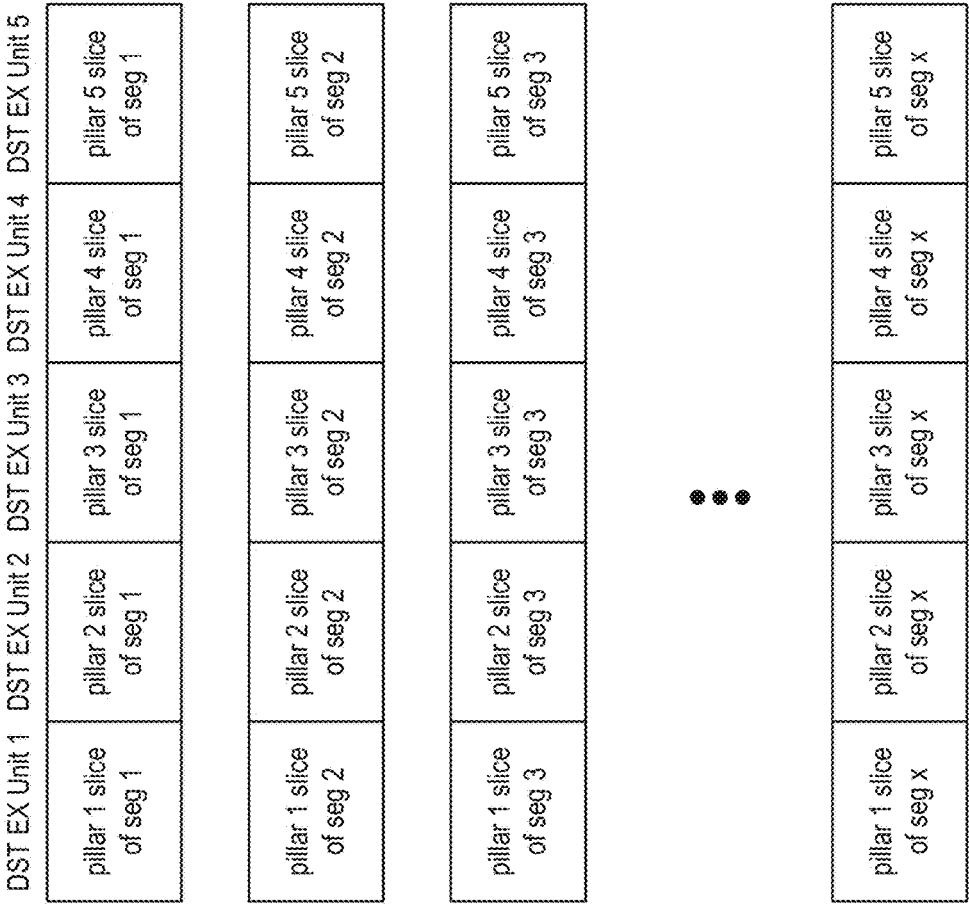 DST EX Unit 1 DST EX Unit 2 DST EX Unit 3 DST EX Unit 4 DST EX Unit 5
pillar 1 slice
of seg 1
pillar 2 slice
of seg 1
pillar 3 slice
of seg 1
pillar 4 slice
of seg 1
pillar 5 slice
of seg 1
pillar 1 slice
of seg 2
pillar 2 slice
of seg 2
pillar 3 slice
of seg 2
pillar 4 slice
of seg 2
pillar 5 slice
of seg 2
pillar 1 slice
of seg 3
pillar 2 slice
of seg 3
pillar 3 slice
of seg 3
pillar 4 slice
of seg 3
pillar 5 slice
of seg 3
pillar 1 slice
of seg x
pillar 2 slice
of seg x
pillar 3 slice
of seg x
pillar 4 slice
of seg x
pillar 5 slice
of seg x